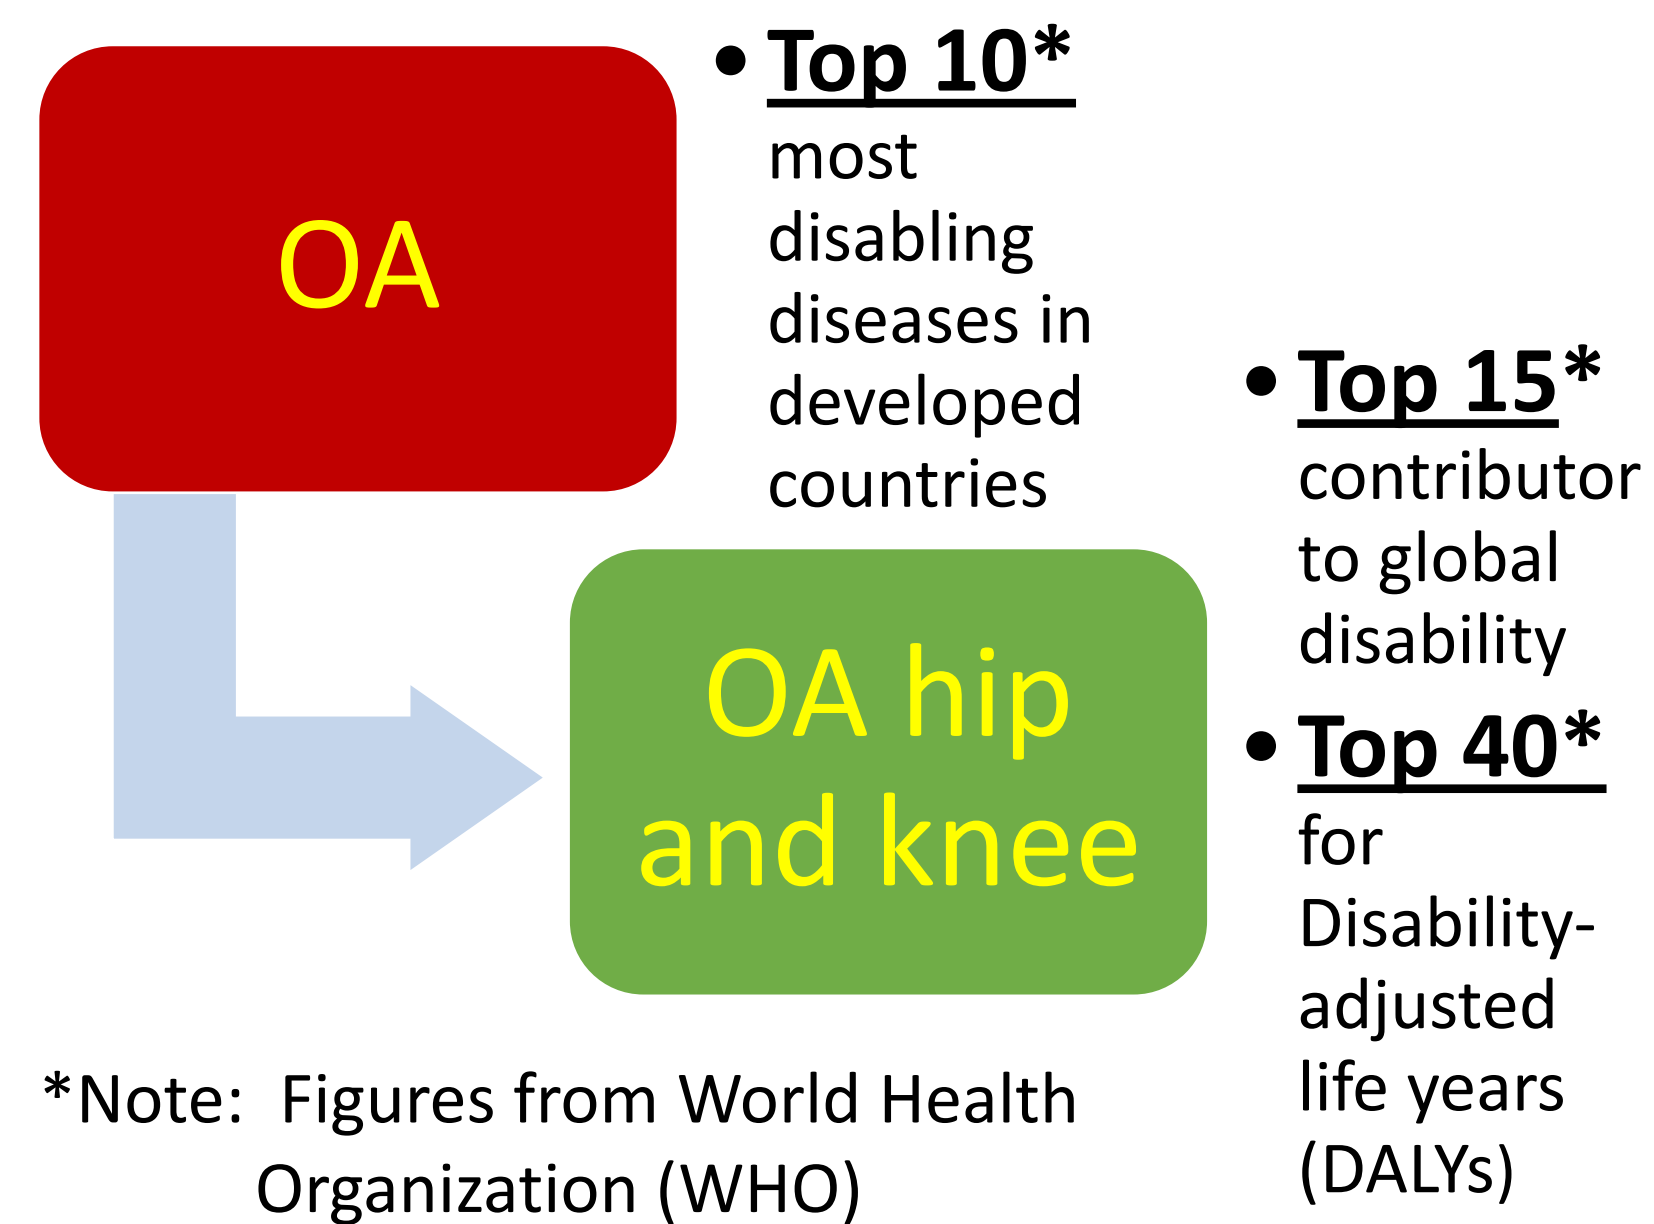 OA
• Top 10*
most
disabling
diseases in
developed
countries
OA hip
and knee
• Top 15*
contributor
to global
disability
• Top 40*
for
Disability-
adjusted
life years
(DALYs)
*Note: Figures from World Health
Organization (WHO)